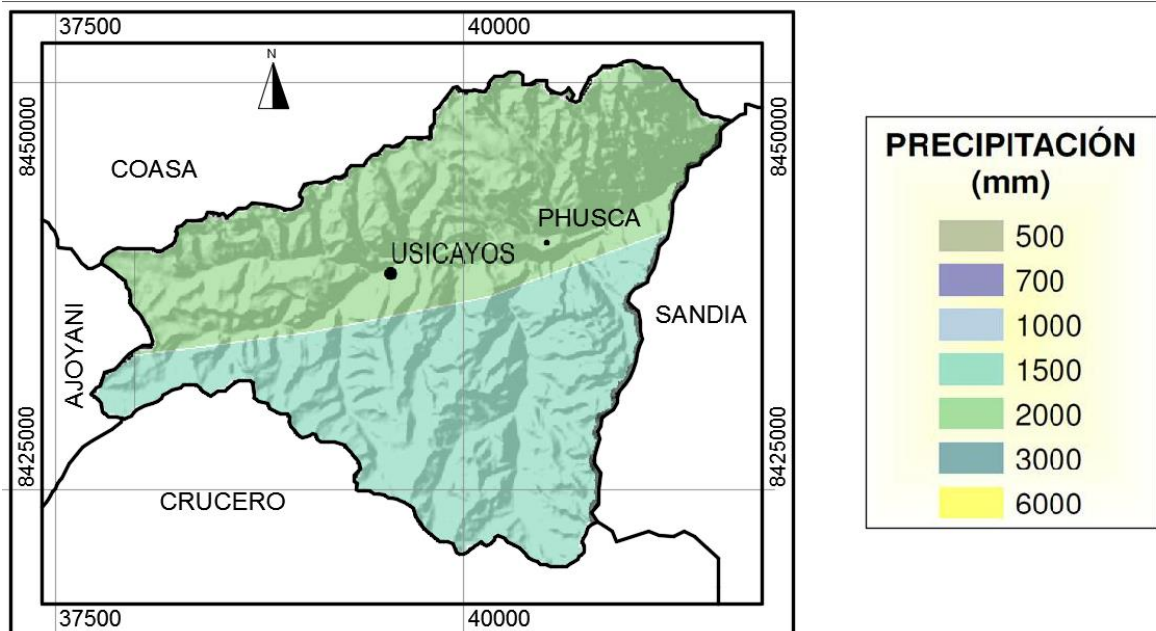 37500
40000
N
8450000
8450000
COASA
PHUSCA
USICAYOS
SANDIA
AJOYANI
8425000
8425000
CRUCERO
37500
40000
PRECIPITACIÓN
(mm)
500
700
1000
1500
2000
3000
6000